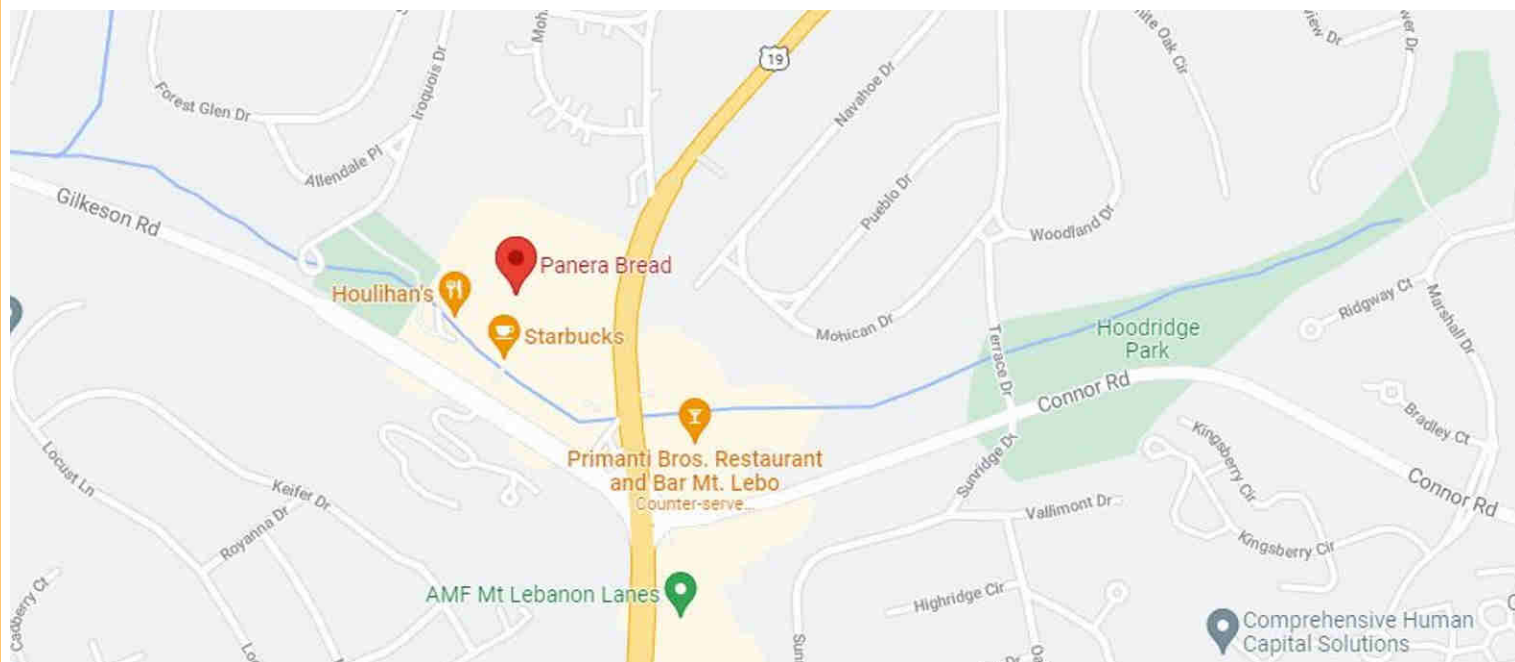 19
Forest Glen Dr
Iroquois Dr
Allendale Pl
Gilkeson Rd
Navahoe Dr
Pueblo Dr
Woodland Dr
Mohican Dr
Panera Bread
Houlihan's
Starbucks
Terrace Dr
Hoodridge
Park
Ridgway Ct
Marshall Dr
Connor Rd
Bradley Ct
Primanti Bros. Restaurant
and Bar Mt. Lebo
Counter-serve...
Sunridge Dr
Kingsberry Cir
Connor Rd
Locust Ln
Keifer Dr
Royanna Dr
Vallimont Dr
Kingsberry Cir
AMF Mt Lebanon Lanes
Highridge Cir
Cadberry Ct
Comprehensive Human
Capital Solutions